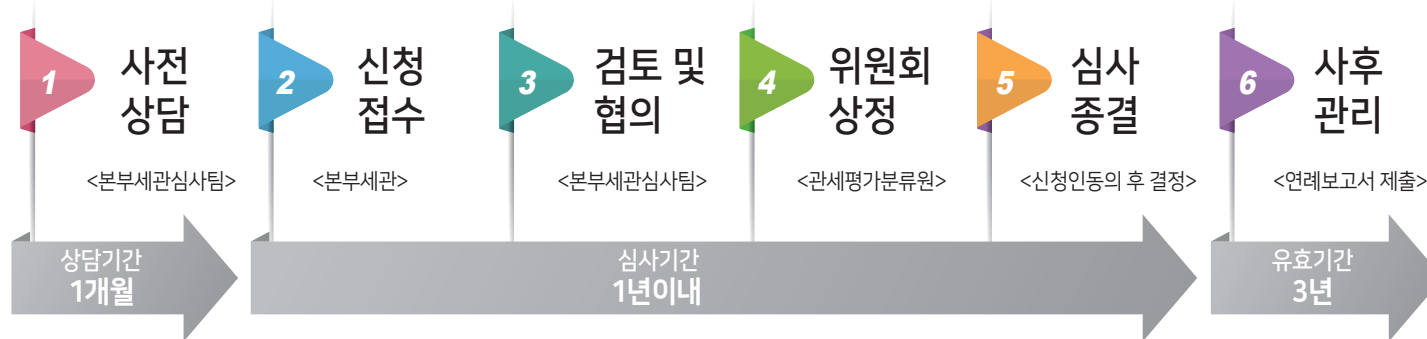 1
사전
상담
<본부세관심사팀>
2
신청
접수
<본부세관>
3
검토 및
협의
<본부세관심사팀>
4
위원회
상정
<관세평가분류원>
5
심사
종결
<신청인동의 후 결정>
6
사후
관리
<연례보고서 제출>
상담기간
1개월
심사기간
1년이내
유효기간
3년